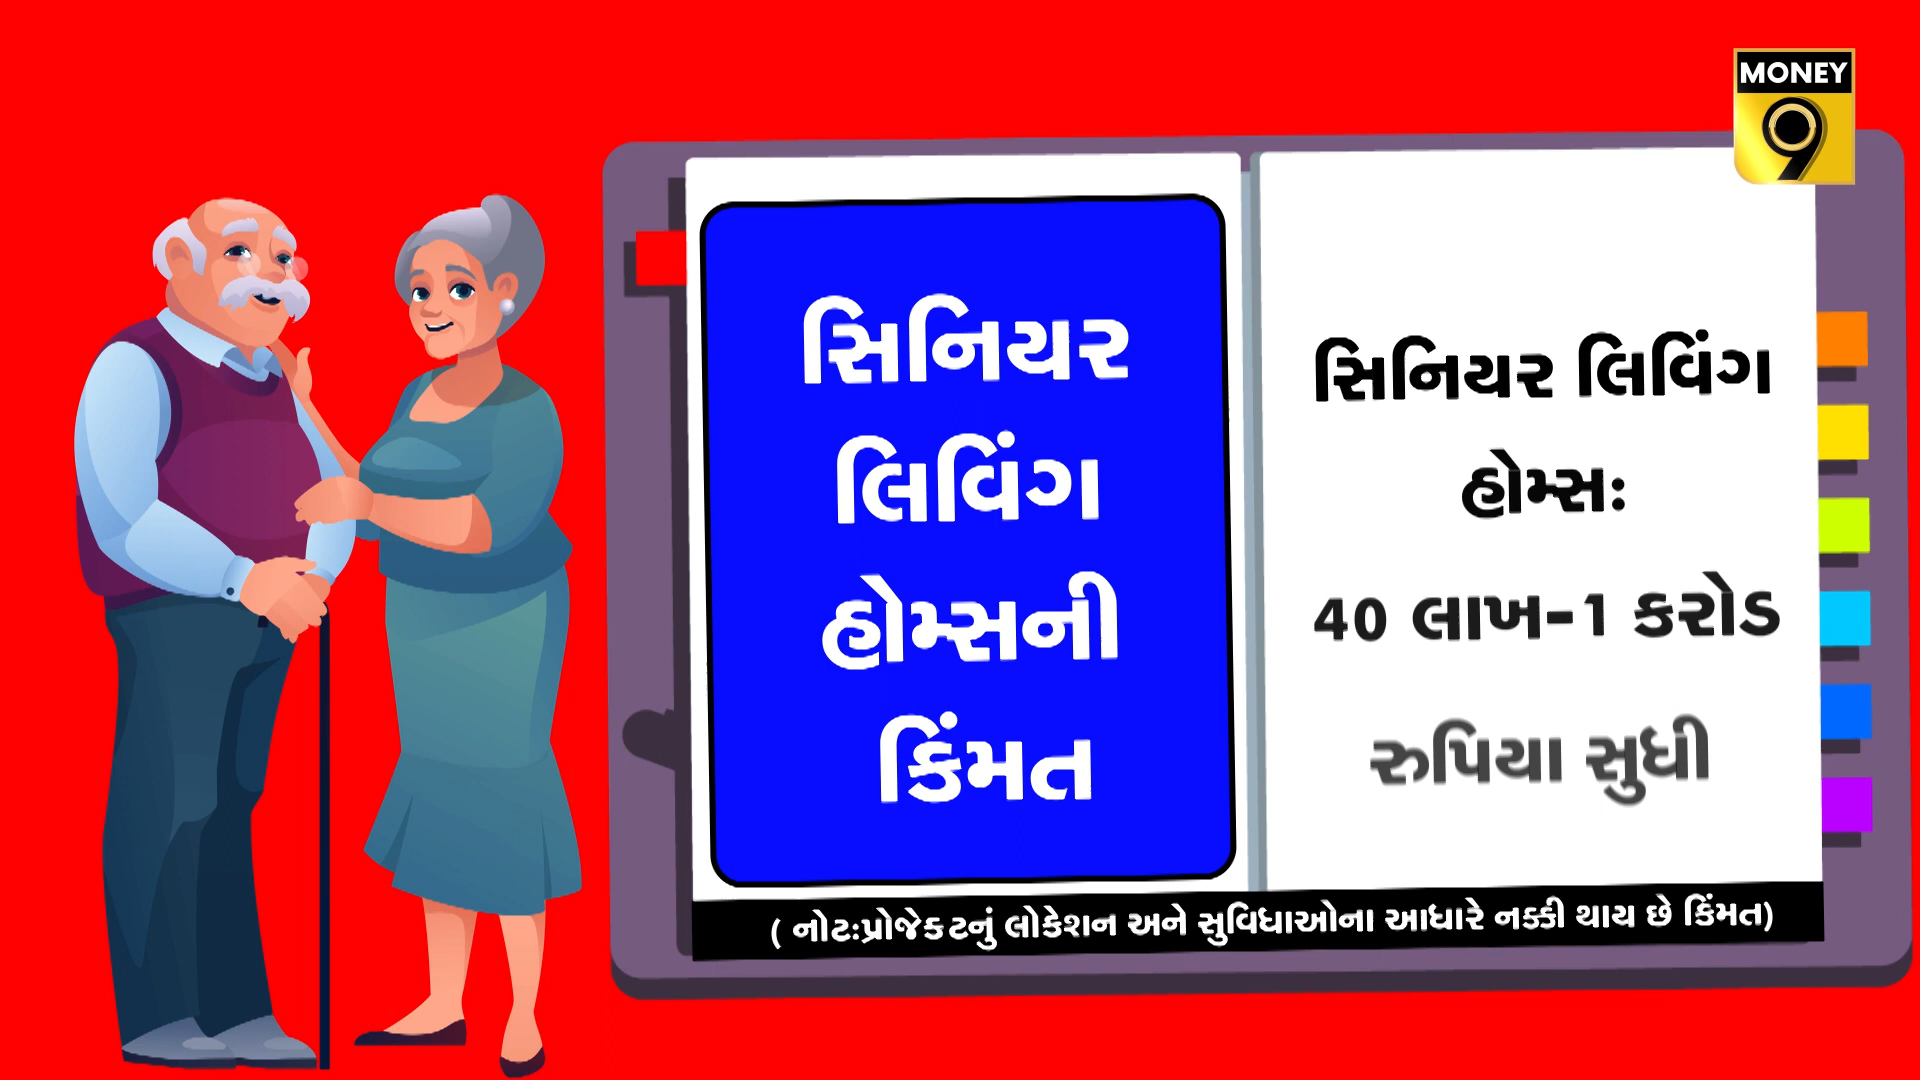 MONEY
9
સિનિયર
લિવિંગ
હોમ્સની
કિંમત
સિનિયર લિવિંગ
હોમ્સઃ
40 લાખ-1 કરોડ
રુપિયા સુધી
( નોટઃપ્રોજેકટનું લોકેશન અને સુવિધાઓના આધારે નક્કી થાય છે કિંમત)